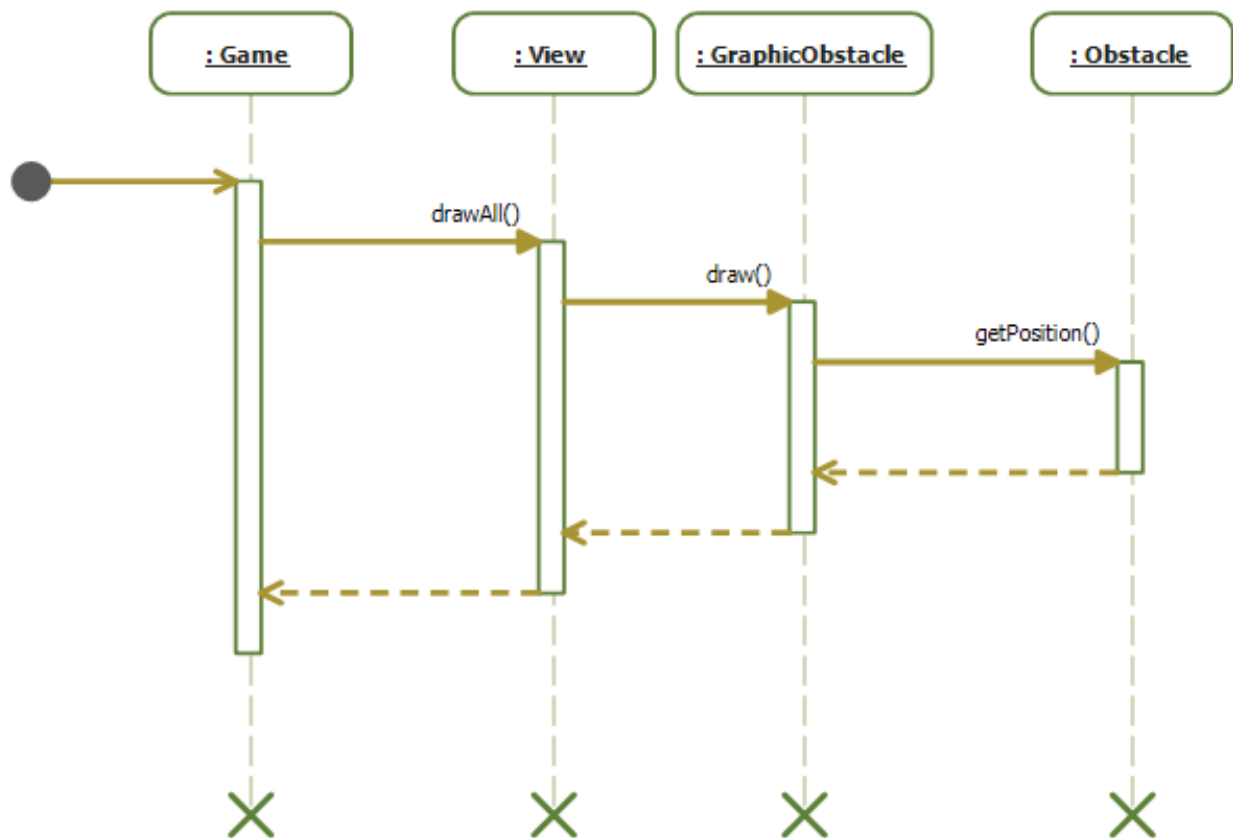 : Game
: View
: GraphicObstacle
: Obstacle
drawAll()
draw()
getPosition()